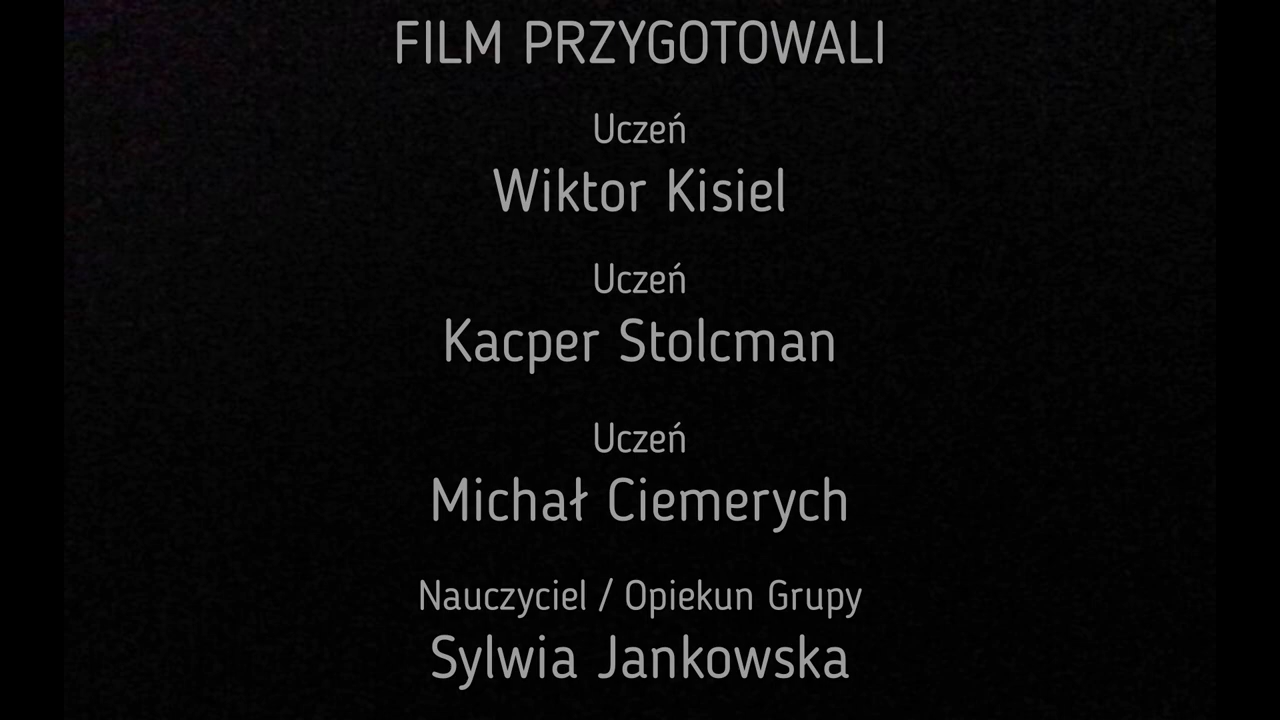 FILM PRZYGOTOWALI
Uczeń
Wiktor Kisiel
Uczeń
Kacper Stolcman
Uczeń
Michał Ciemerych
Nauczyciel / Opiekun Grupy
Sylwia Jankowska